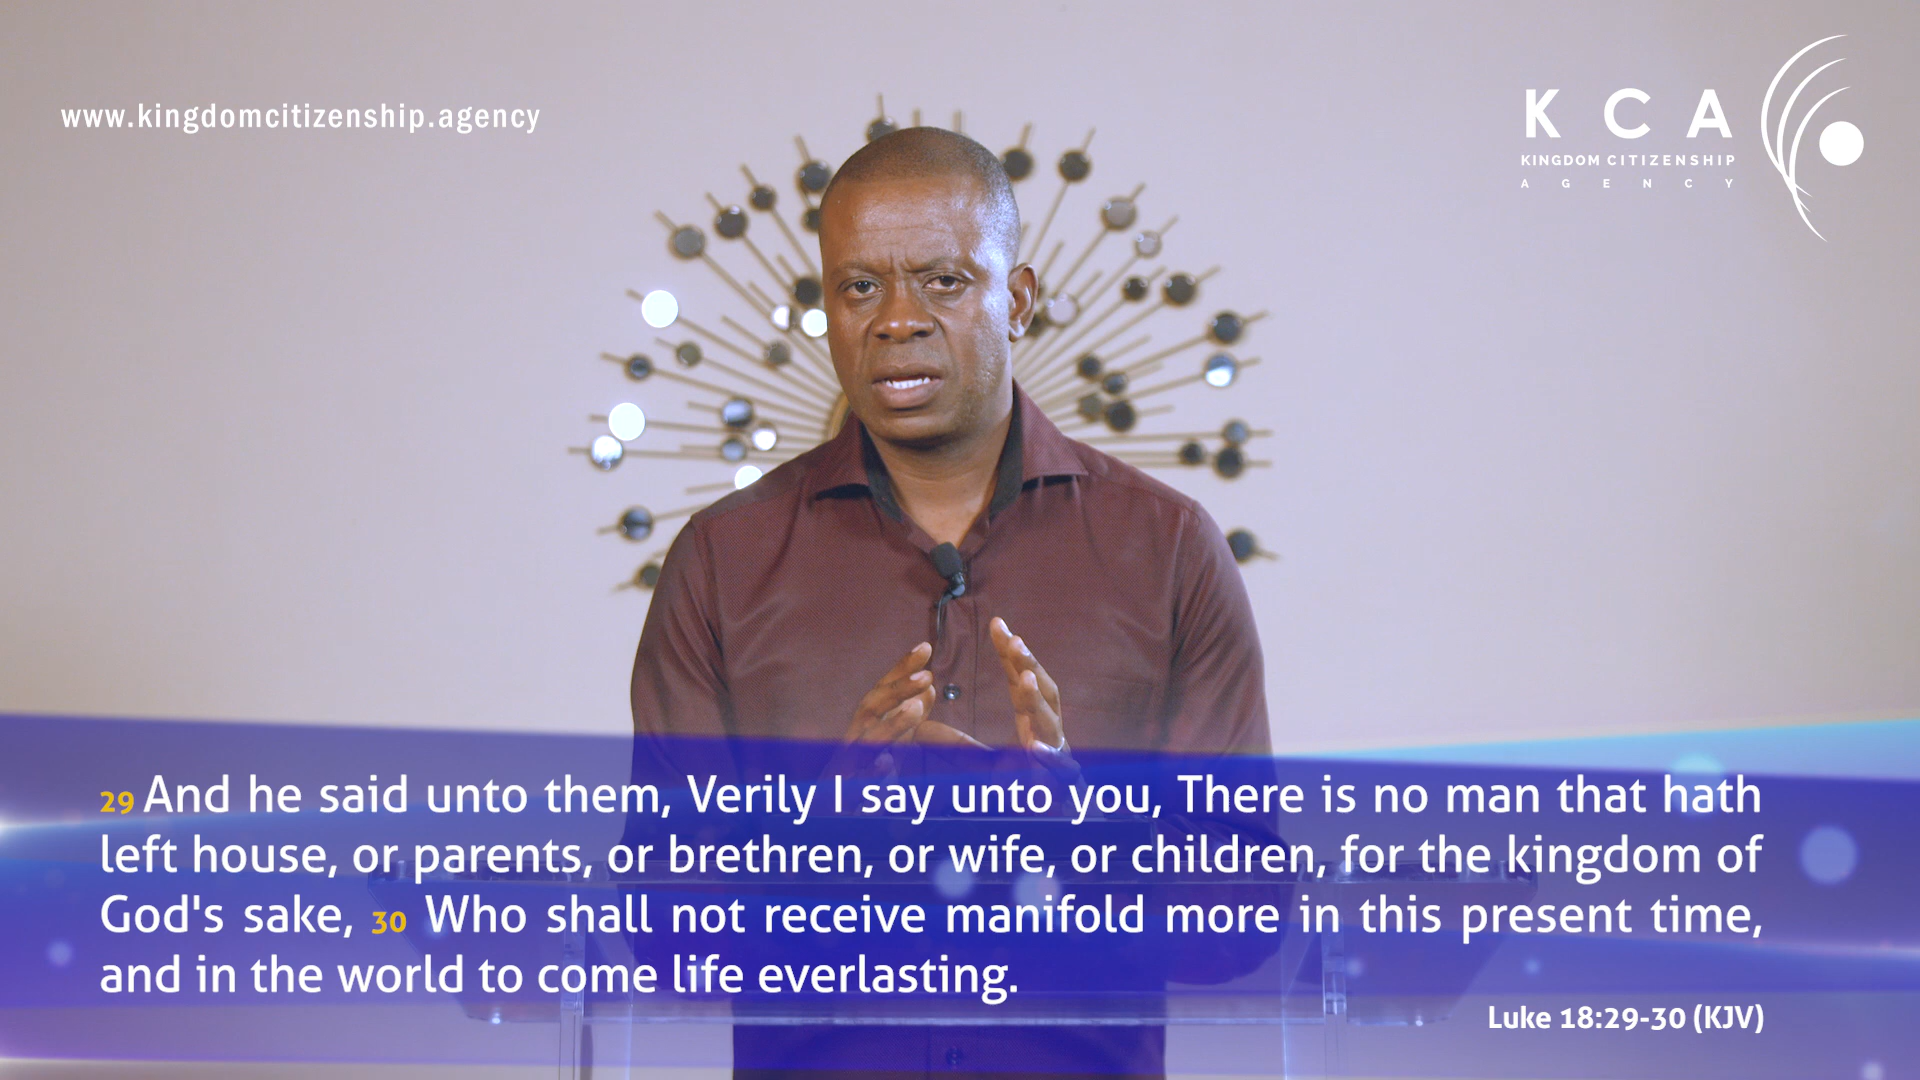 www.kingdomcitizenship.agency
K C A
KINGDOM CITIZENSHIP
AGENCY
29 And he said unto them, Verily I say unto you, There is no man that hath
left house, or parents, or brethren, or wife, or children, for the kingdom of
God's sake, 30 Who shall not receive manifold more in this present time,
and in the world to come life everlasting.
Luke 18:29-30 (KJV)